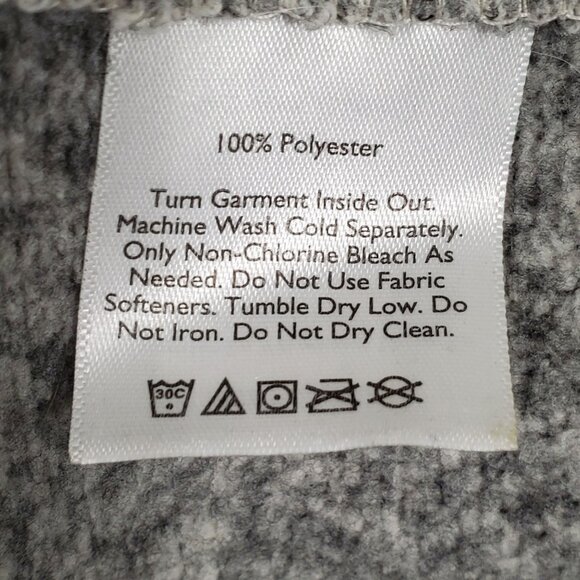 100% Polyester
Turn Garment Inside Out.
Machine Wash Cold Separately.
Only Non-Chlorine Bleach As
Needed. Do Not Use Fabric
Softeners. Tumble Dry Low. Do
Not Iron. Do Not Dry Clean.
30C